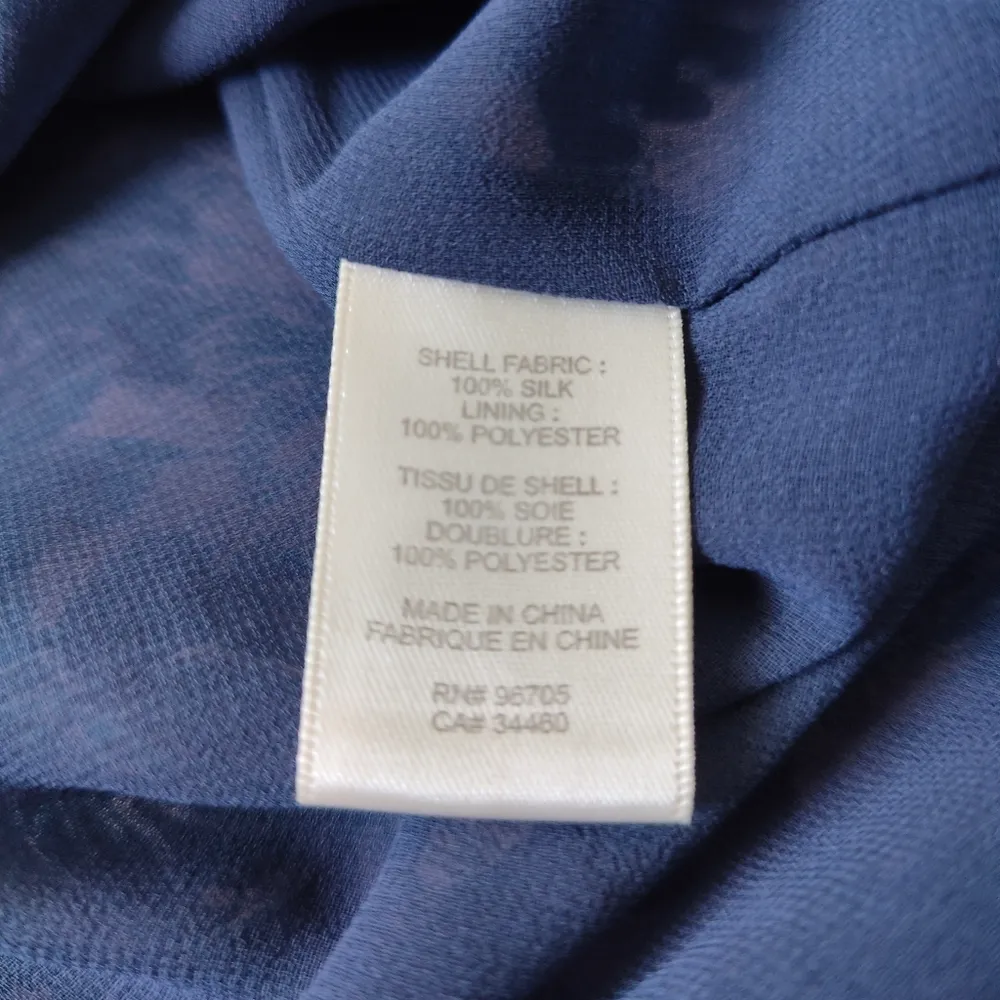 SHELL FABRIC :
100% SILK
LINING :
100% POLYESTER
TISSU DE SHELL :
100% SOIE
DOUBLURE :
100% POLYESTER
MADE IN CHINA
FABRIQUE EN CHINE
RN# 96705
CA# 34460